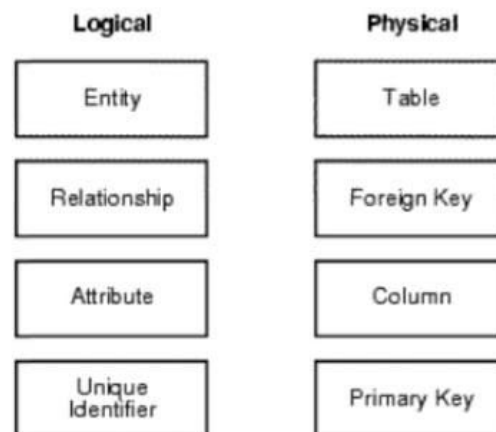 Logical Physical
Entity Table
Relationship Foreign Key
Attribute Column
Unique
Identifier Primary Key